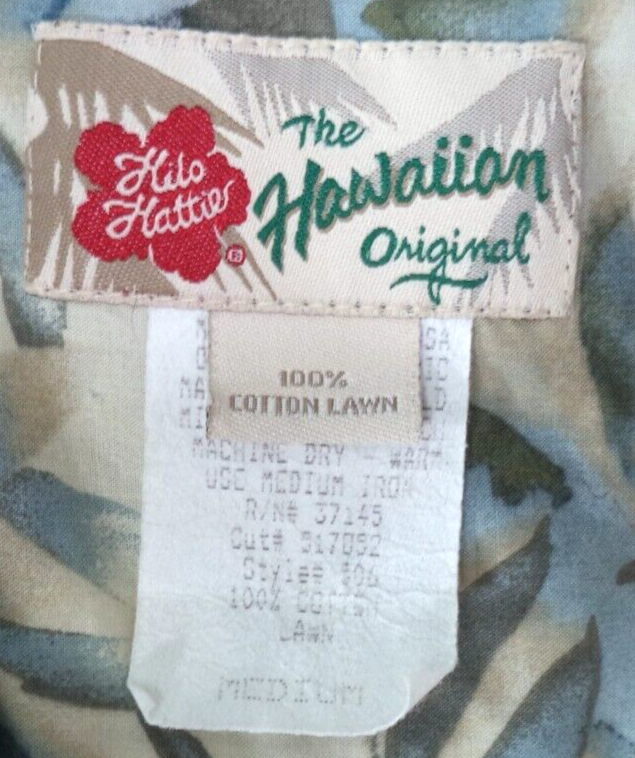 Hilo
Hattie
The
Hawaiian
Original
100%
COTTON LAWN
MACHINE DRY - WARM
USE MEDIUM IRON
R/N# 37145
Cut# 517052
Style# 506
100% COTTON
LAWN
MEDIUM